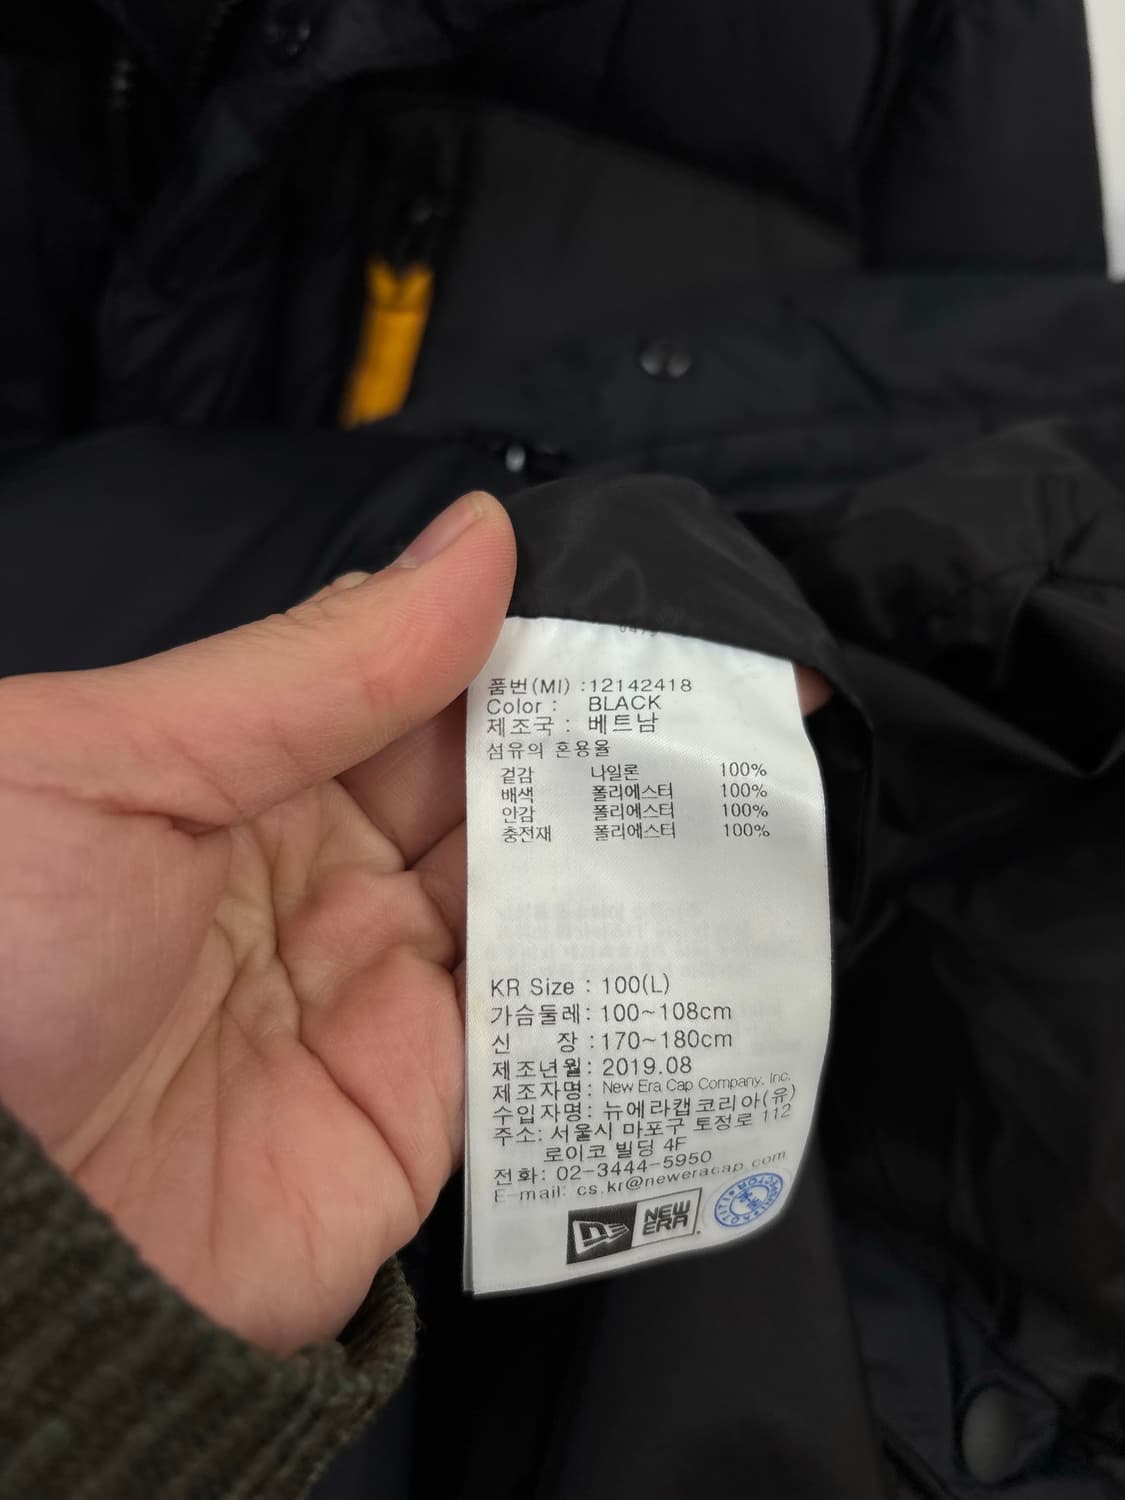 품번(MI) :12142418
Color : BLACK
제조국 : 베트남
섬유의 혼용율
겉감 나일론 100%
배색 폴리에스터 100%
안감 폴리에스터 100%
충전재 폴리에스터 100%
KR Size : 100(L)
가슴둘레: 100~108cm
신 장 :170~180cm
제조년월: 2019.08
제조자명: New Era Cap Company, Inc.
수입자명: 뉴에라캡코리아(유)
주소: 서울시 마포구 토정로 112
로이코 빌딩 4F
전화: 02-3444-5950
E-mail: cs.kr@neweracap.com
NEW ERA